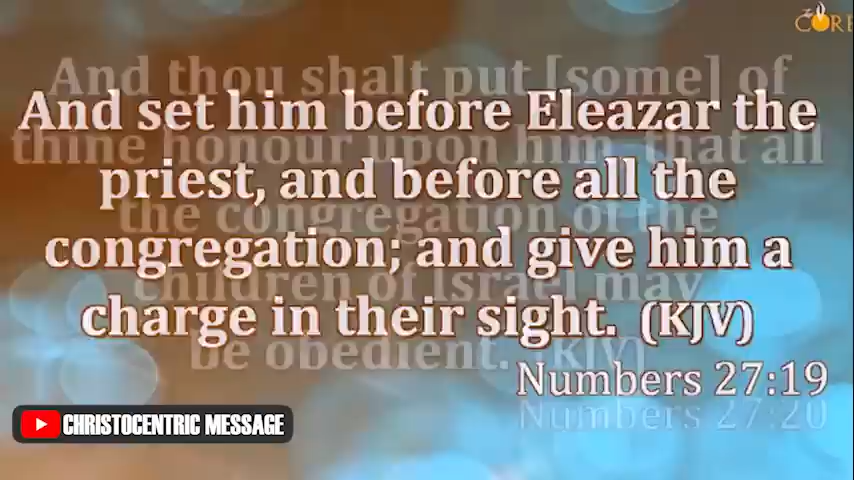 CORE
And thou shalt put [some] of
And set him before Eleazar the
thine honour upon him, that all
priest, and before all the
the congregation of the
congregation; and give him a
children of Israel may
charge in their sight. (KJV)
be obedient. (KJV)
Numbers 27:19
Numbers 27:20
CHRISTOCENTRIC MESSAGE